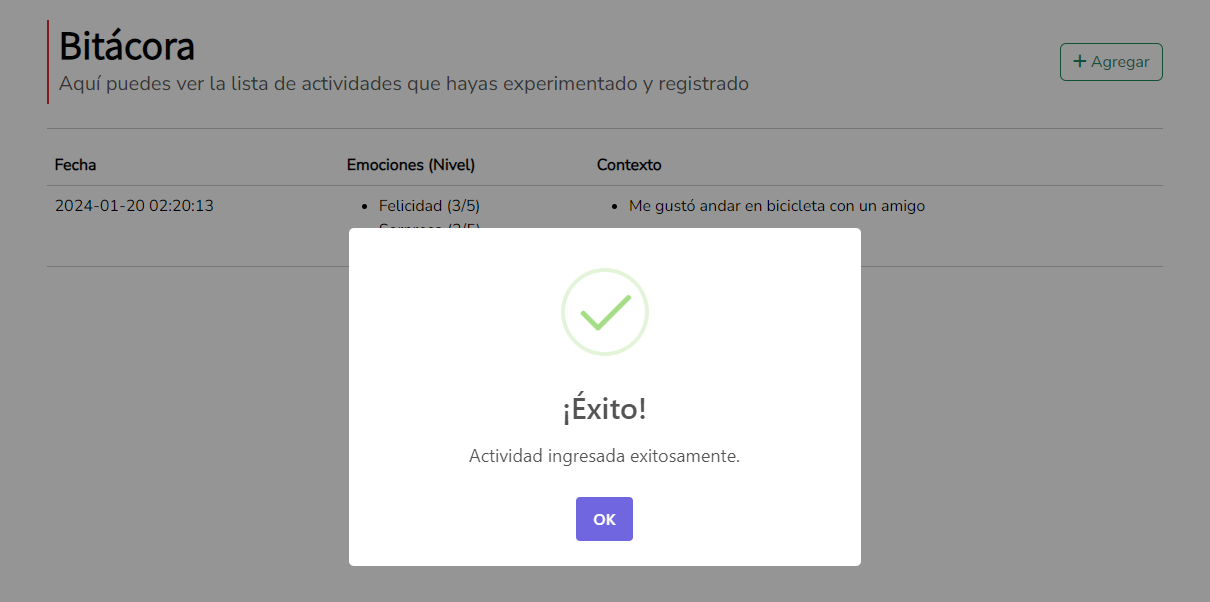 Bitácora
Aquí puedes ver la lista de actividades que hayas experimentado y registrado
+ Agregar
Fecha Emociones (Nivel) Contexto
2024-01-20 02:20:13 • Felicidad (3/5) • Me gustó andar en bicicleta con un amigo
¡Éxito!
Actividad ingresada exitosamente.
OK